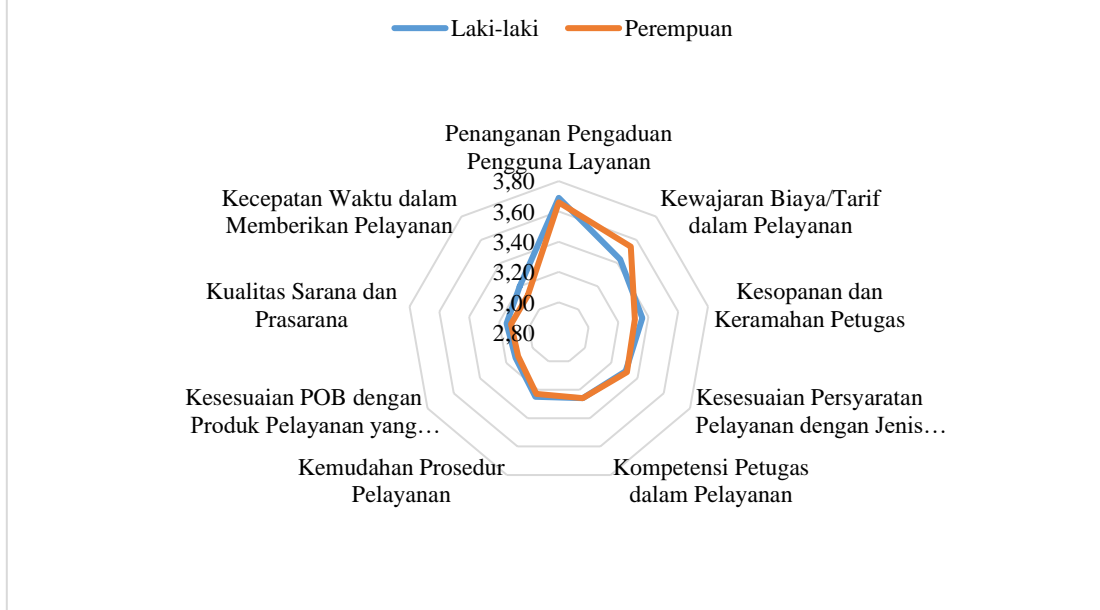 Laki-laki Perempuan
Penanganan Pengaduan
Pengguna Layanan
Kewajaran Biaya/Tarif
dalam Pelayanan
Kesopanan dan
Keramahan Petugas
Kesesuaian Persyaratan
Pelayanan dengan Jenis…
Kompetensi Petugas
dalam Pelayanan
Kemudahan Prosedur
Pelayanan
Kesesuaian POB dengan
Produk Pelayanan yang…
Kualitas Sarana dan
Prasarana
Kecepatan Waktu dalam
Memberikan Pelayanan
3,80
3,60
3,40
3,20
3,00
2,80